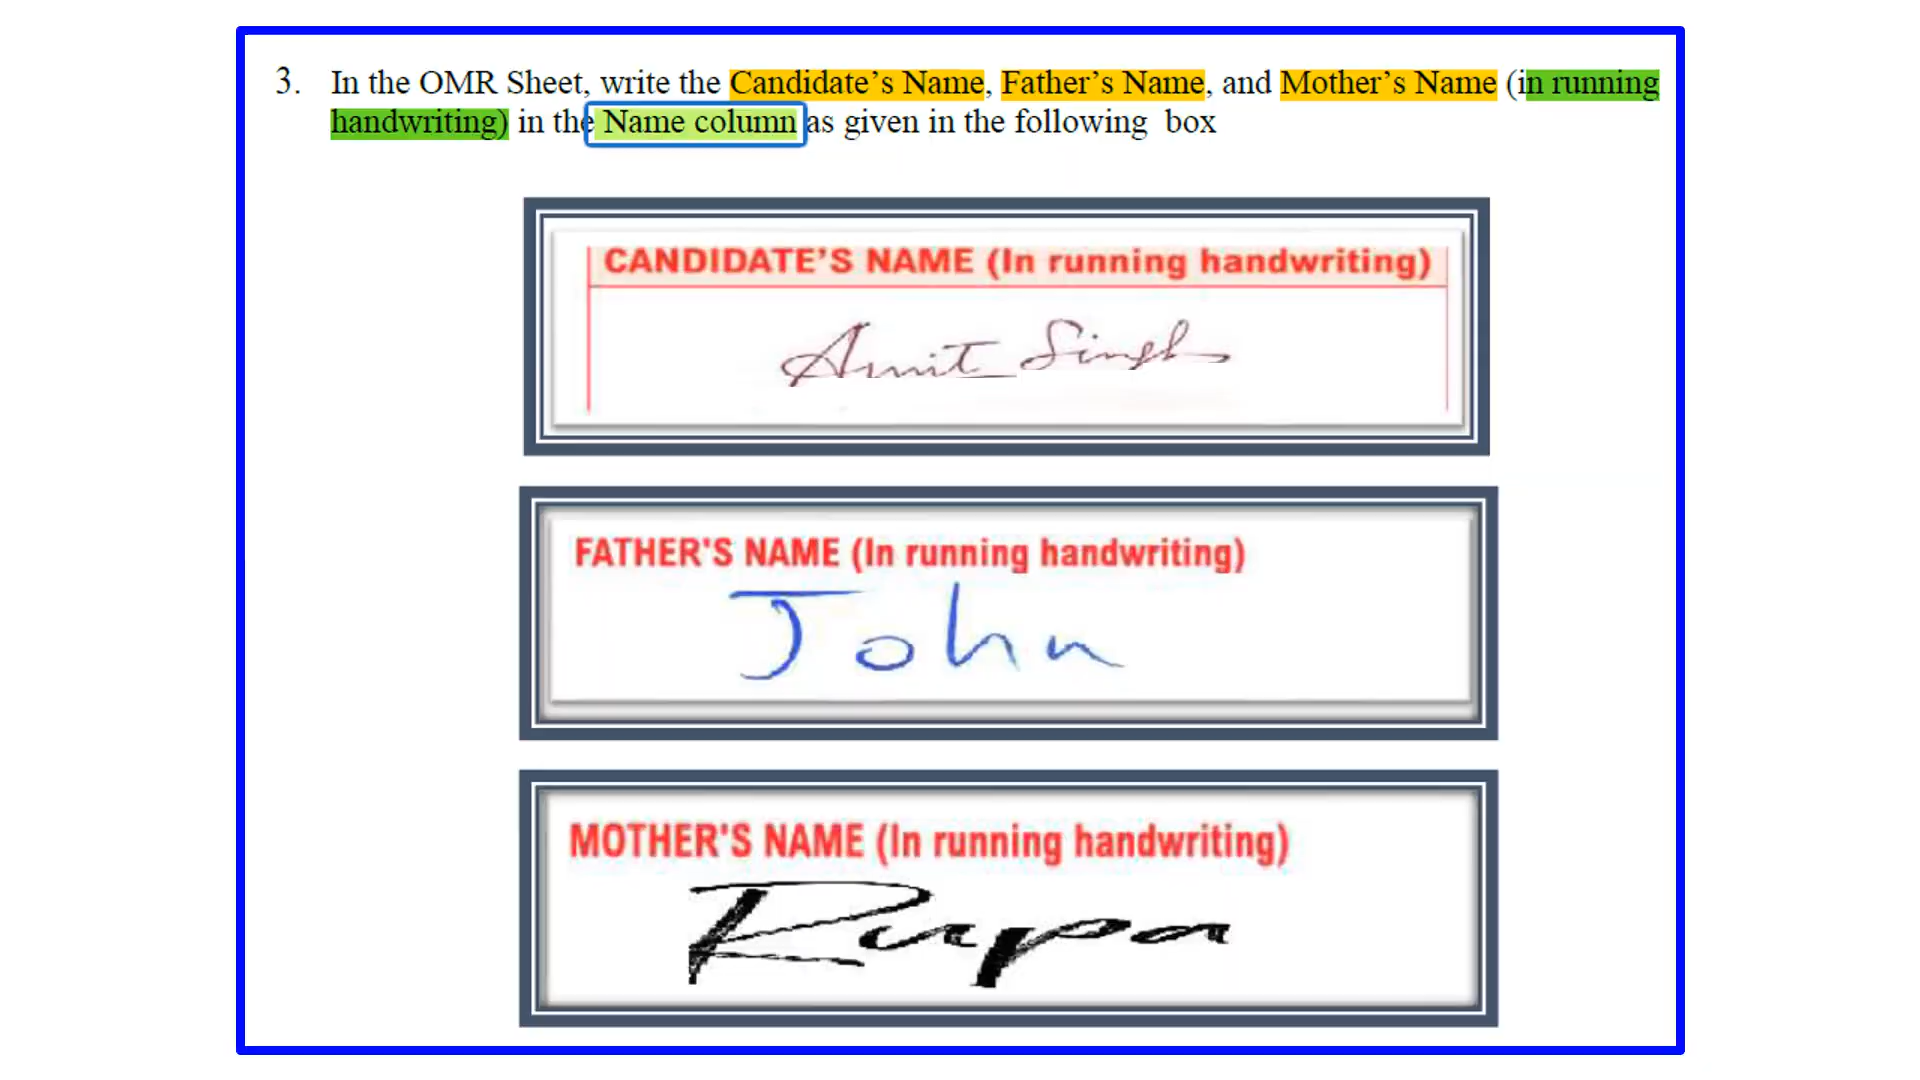 3. In the OMR Sheet, write the Candidate’s Name, Father’s Name, and Mother’s Name (in running
handwriting) in the Name column as given in the following box
CANDIDATE’S NAME (In running handwriting)
Amit Singh
FATHER'S NAME (In running handwriting)
John
MOTHER'S NAME (In running handwriting)
Rupa